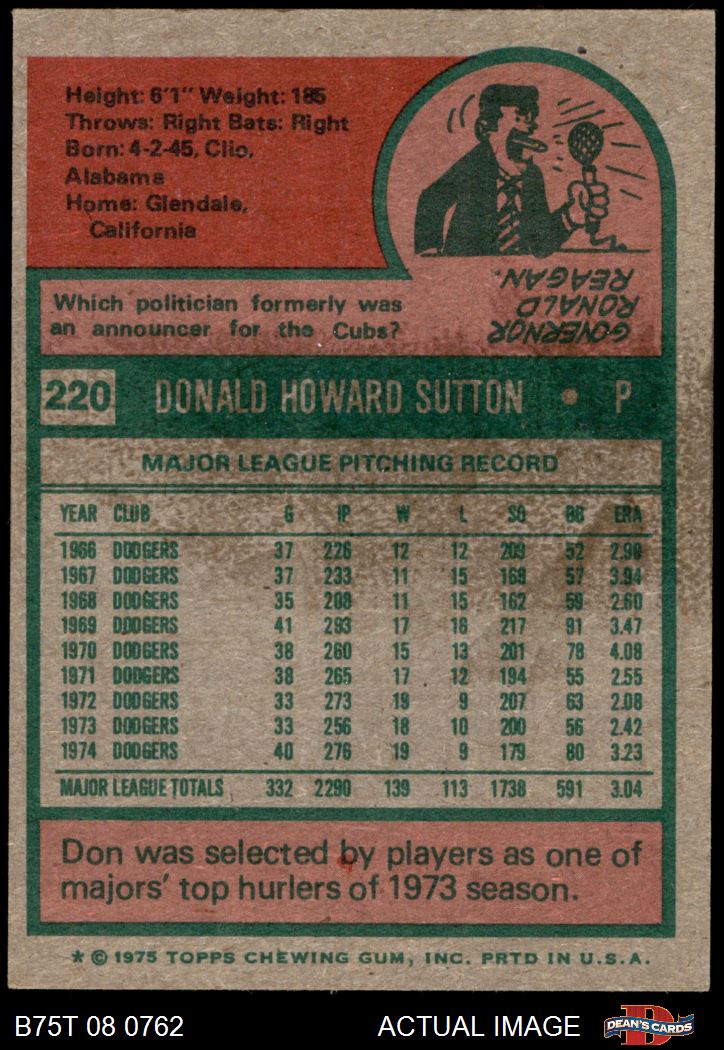 Height: 6'1" Weight: 185
Throws: Right Bats: Right
Born: 4-2-45, Clio,
Alabama
Home: Glendale,
California
Which politician formerly was
an announcer for the Cubs?
GOVERNOR
RONALD
REAGAN.
220 DONALD HOWARD SUTTON • P
MAJOR LEAGUE PITCHING RECORD
YEAR CLUB G IP W L SO BB ERA
1966 DODGERS 37 226 12 12 209 52 2.99
1967 DODGERS 37 233 11 15 169 57 3.94
1968 DODGERS 35 208 11 15 162 59 2.60
1969 DODGERS 41 293 17 18 217 91 3.47
1970 DODGERS 38 260 15 13 201 78 4.08
1971 DODGERS 38 265 17 12 194 55 2.55
1972 DODGERS 33 273 19 9 207 63 2.08
1973 DODGERS 33 256 18 10 200 56 2.42
1974 DODGERS 40 276 19 9 179 80 3.23
MAJOR LEAGUE TOTALS 332 2290 139 113 1738 591 3.04
Don was selected by players as one of
majors' top hurlers of 1973 season.
* © 1975 TOPPS CHEWING GUM, INC. PRTD IN U.S.A.
B75T 08 0762 ACTUAL IMAGE DEAN'S CARDS